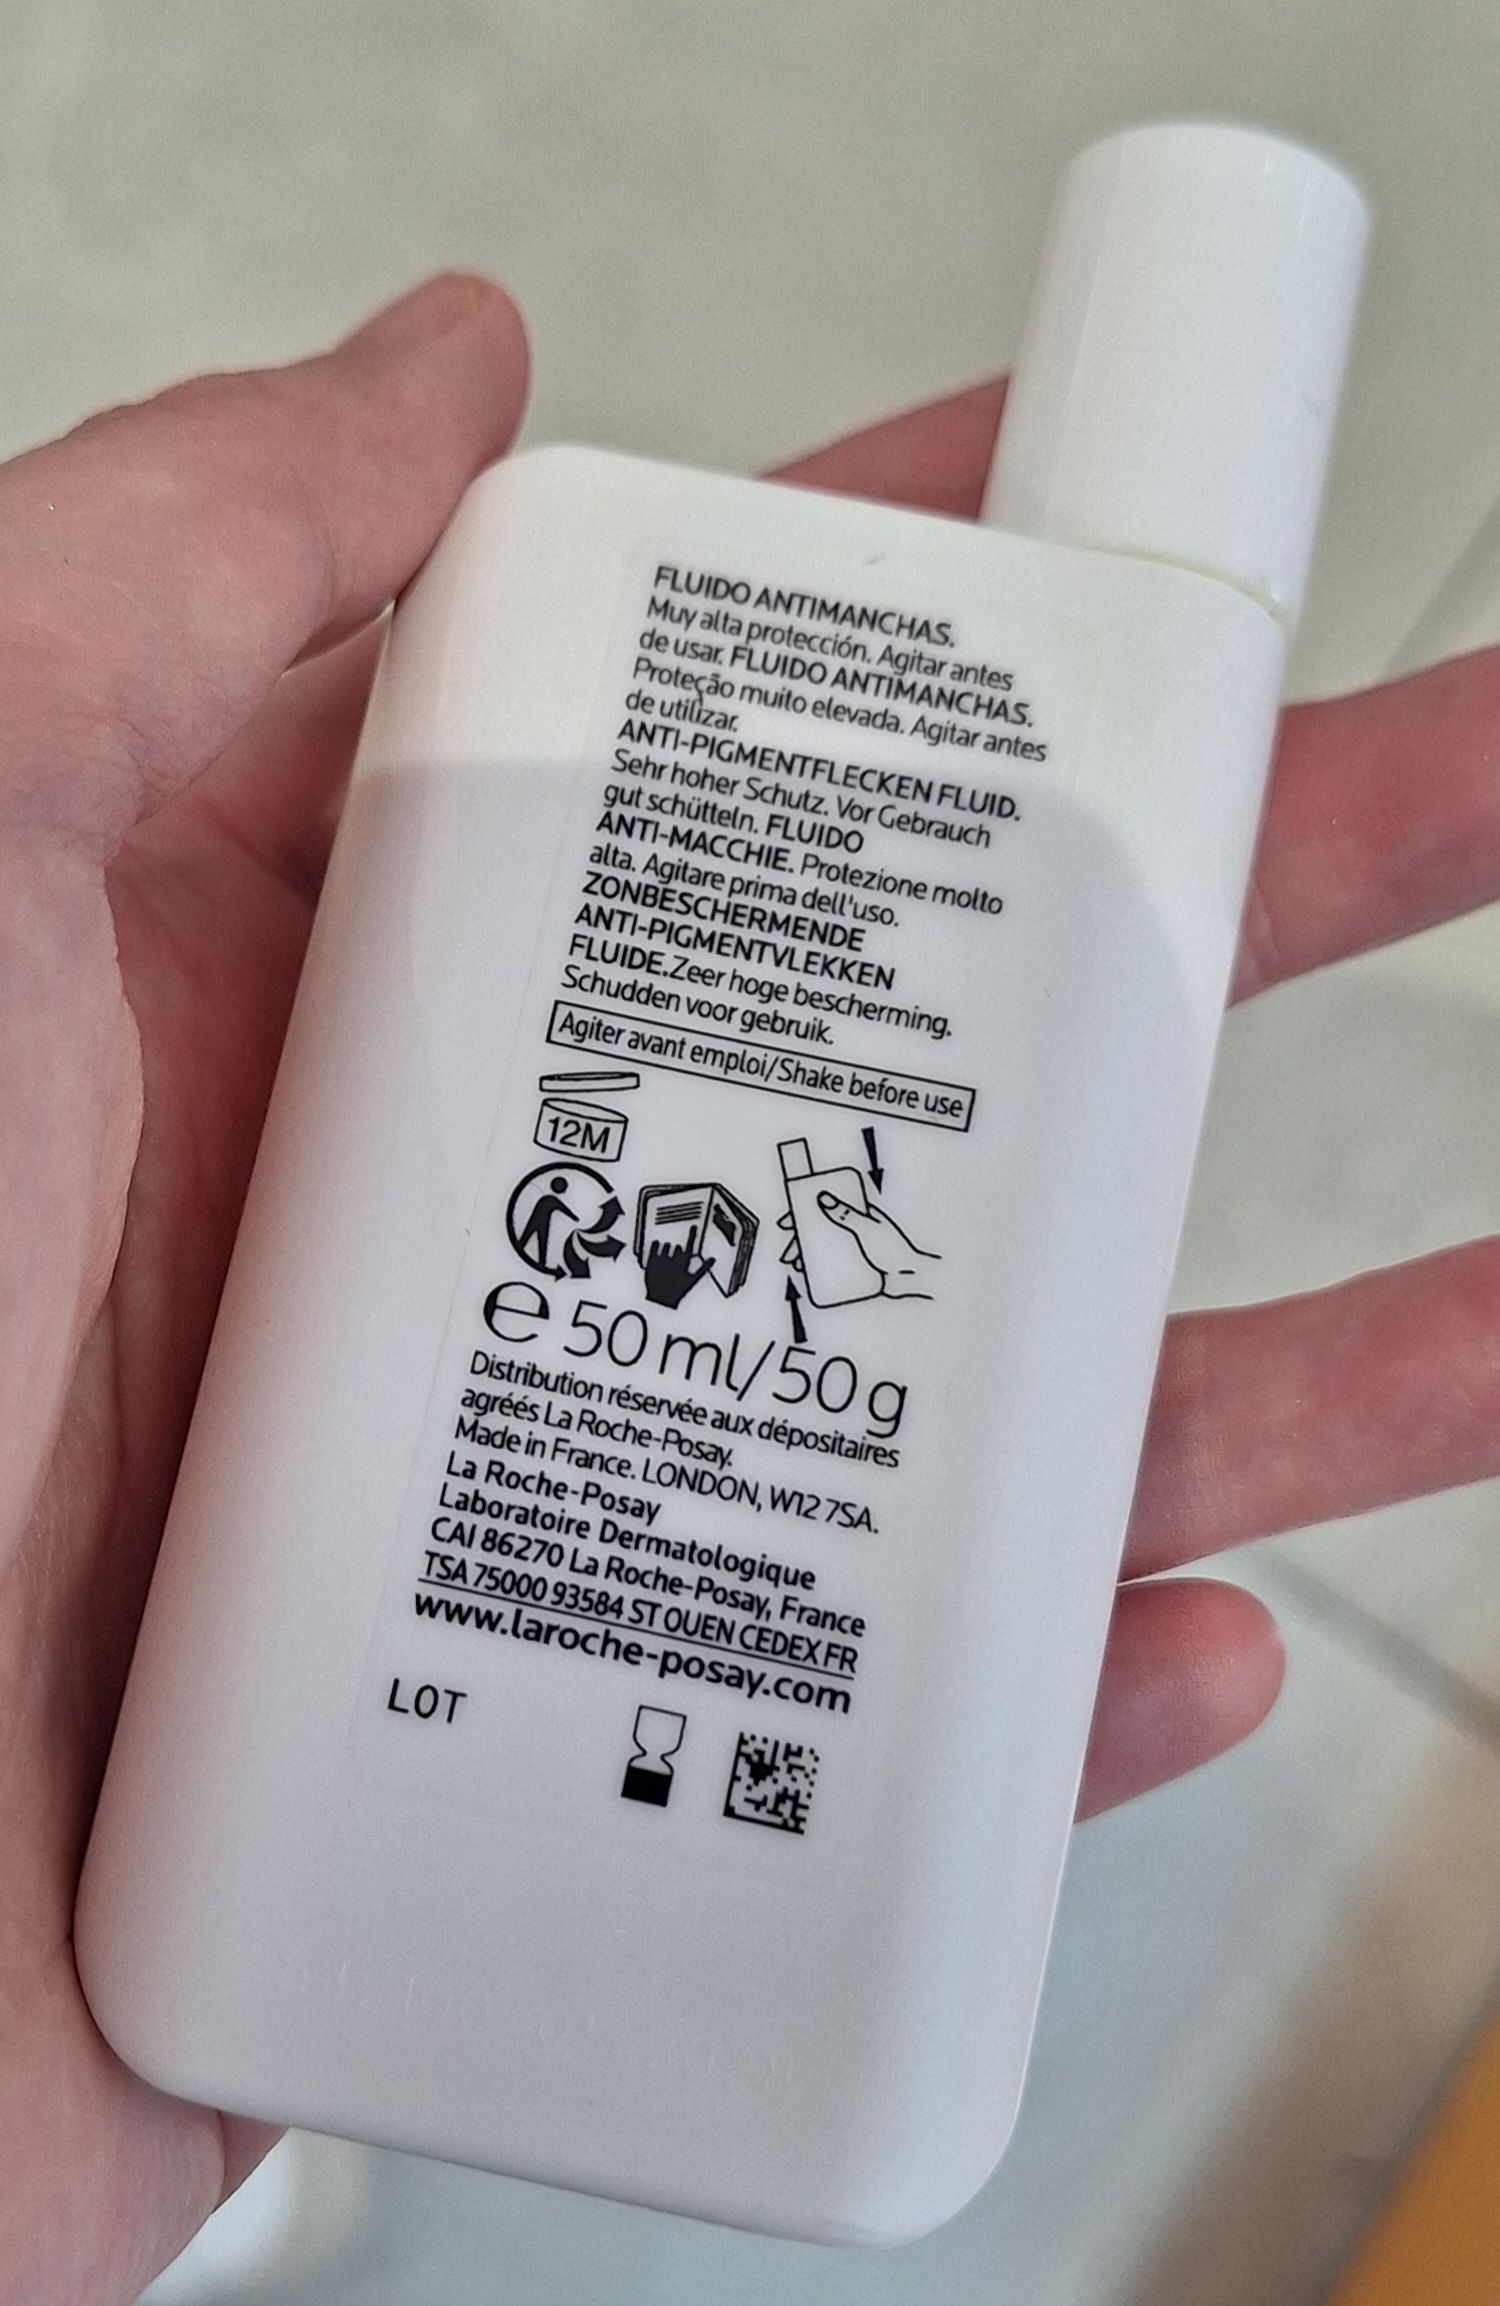 FLUIDO ANTIMANCHAS.
Muy alta protección. Agitar antes
de usar. FLUIDO ANTIMANCHAS.
Proteção muito elevada. Agitar antes
de utilizar.
ANTI-PIGMENTFLECKEN FLUID.
Sehr hoher Schutz. Vor Gebrauch
gut schütteln. FLUIDO
ANTI-MACCHIE. Protezione molto
alta. Agitare prima dell'uso.
ZONBESCHERMENDE
ANTI-PIGMENTVLEKKEN
FLUIDE.Zeer hoge bescherming.
Schudden voor gebruik.
Agiter avant emploi/Shake before use
12M
e 50 ml/50 g
Distribution réservée aux dépositaires
agréés La Roche-Posay.
Made in France. LONDON, W12 7SA.
La Roche-Posay
Laboratoire Dermatologique
CAI 86270 La Roche-Posay, France
TSA 75000 93584 ST OUEN CEDEX FR
www.laroche-posay.com
LOT